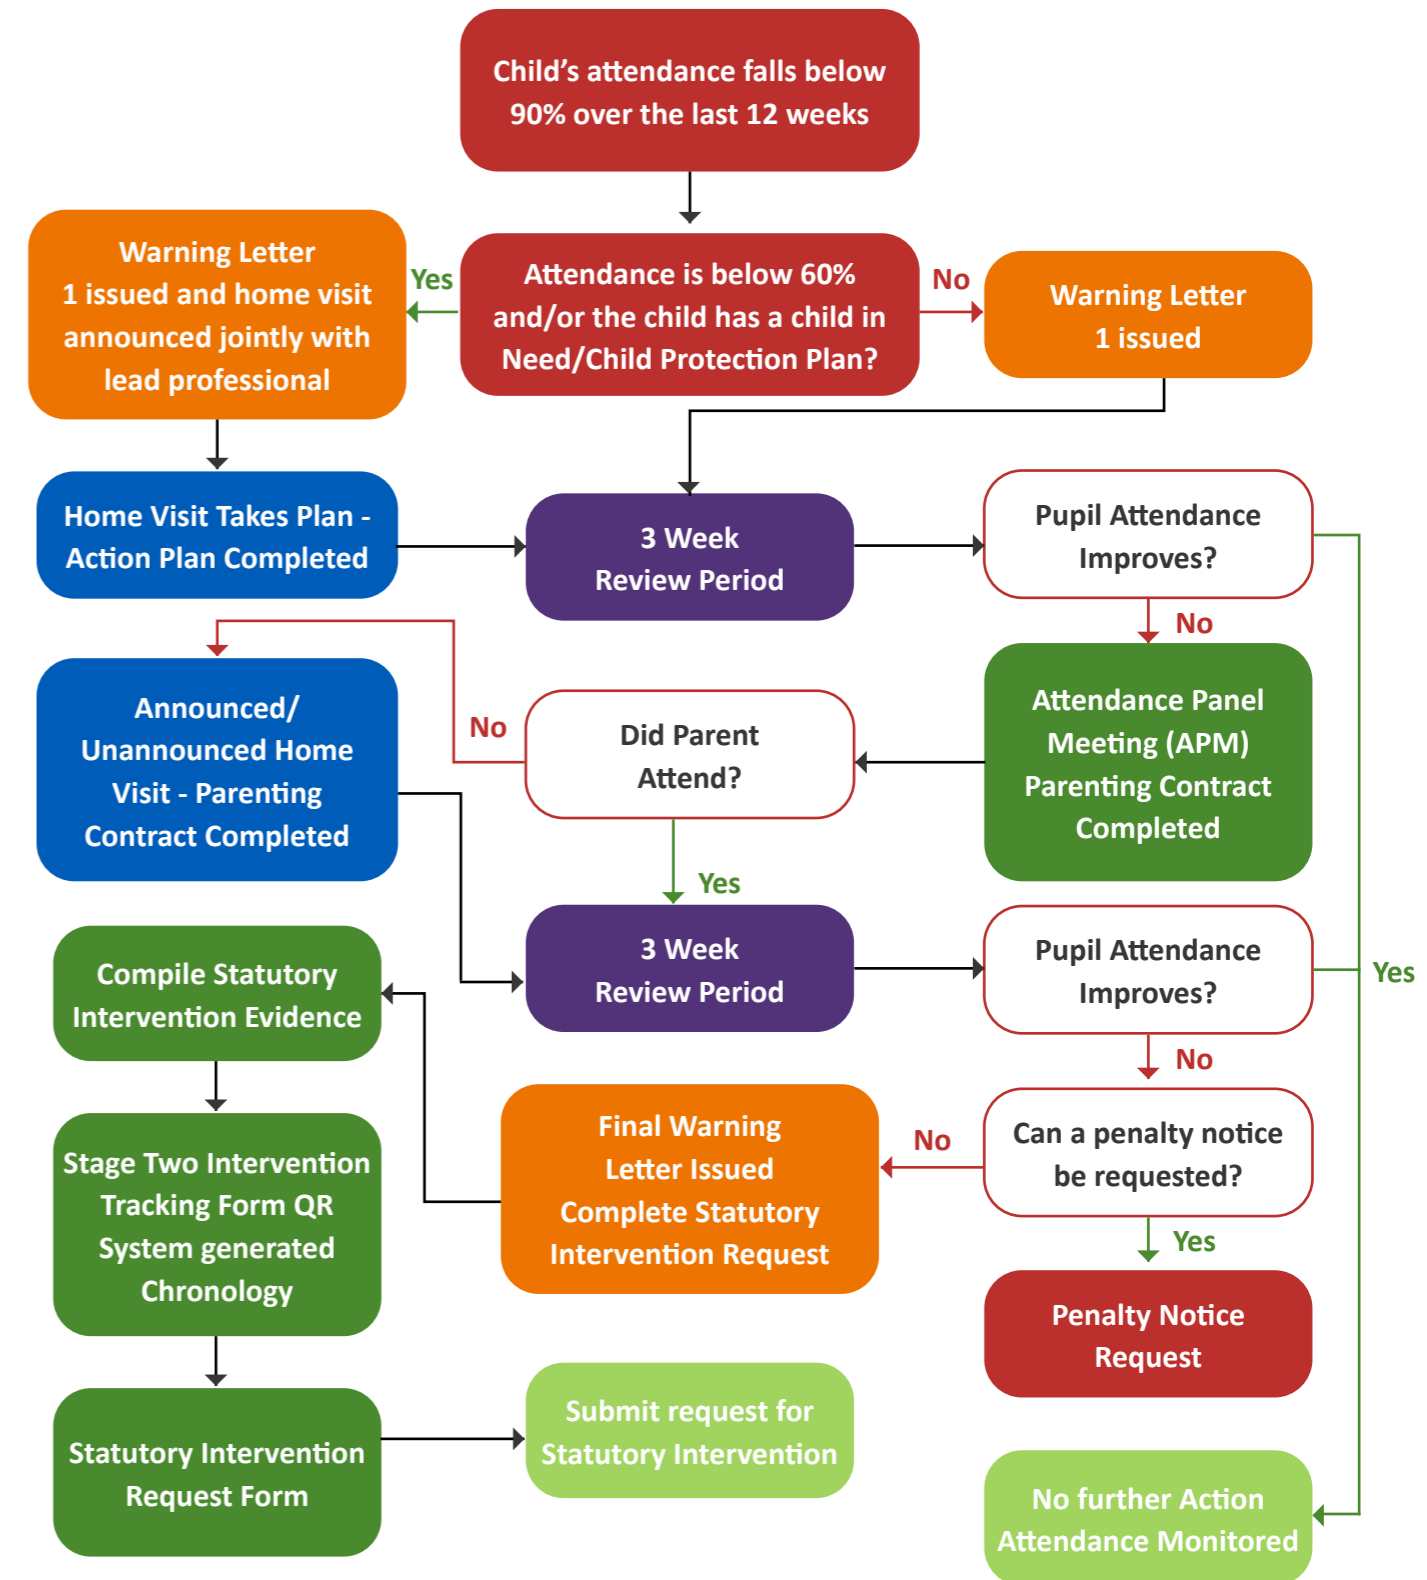 Child’s attendance falls below
90% over the last 12 weeks
Warning Letter
1 issued and home visit
announced jointly with
lead professional
Yes
Attendance is below 60%
and/or the child has a child in
Need/Child Protection Plan?
No
Warning Letter
1 issued
Home Visit Takes Plan -
Action Plan Completed
3 Week
Review Period
Pupil Attendance
Improves?
No
Announced/
Unannounced Home
Visit - Parenting
Contract Completed
No
Did Parent
Attend?
Attendance Panel
Meeting (APM)
Parenting Contract
Completed
Yes
Compile Statutory
Intervention Evidence
3 Week
Review Period
Pupil Attendance
Improves?
Yes
No
Stage Two Intervention
Tracking Form QR
System generated
Chronology
Final Warning
Letter Issued
Complete Statutory
Intervention Request
No
Can a penalty notice
be requested?
Yes
Penalty Notice
Request
Statutory Intervention
Request Form
Submit request for
Statutory Intervention
No further Action
Attendance Monitored